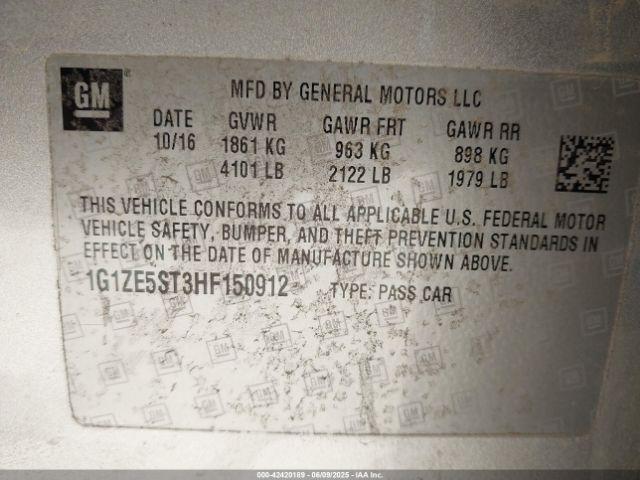 GM
MFD BY GENERAL MOTORS LLC
DATE GVWR GAWR FRT GAWR RR
10/16 1861 KG 963 KG 898 KG
4101 LB 2122 LB 1979 LB
THIS VEHICLE CONFORMS TO ALL APPLICABLE U.S. FEDERAL MOTOR
VEHICLE SAFETY, BUMPER, AND THEFT PREVENTION STANDARDS IN
EFFECT ON THE DATE OF MANUFACTURE SHOWN ABOVE.
1G1ZE5ST3HF150912 TYPE: PASS CAR
000-42420189 - 06/09/2025 - IAA Inc.